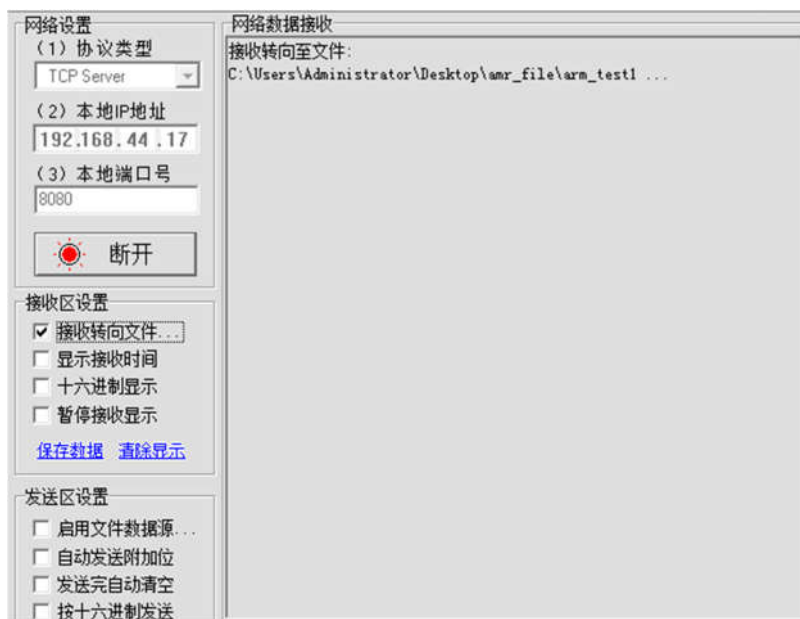 网络设置
（1）协议类型
TCP Server
（2）本地IP地址
192.168.44.17
（3）本地端口号
8080
断开
接收区设置
接收转向文件...
显示接收时间
十六进制显示
暂停接收显示
保存数据 清除显示
发送区设置
启用文件数据源...
自动发送附加位
发送完自动清空
按十六进制发送
网络数据接收
接收转向至文件:
C:\Users\Administrator\Desktop\amr_file\arm_test1 ...